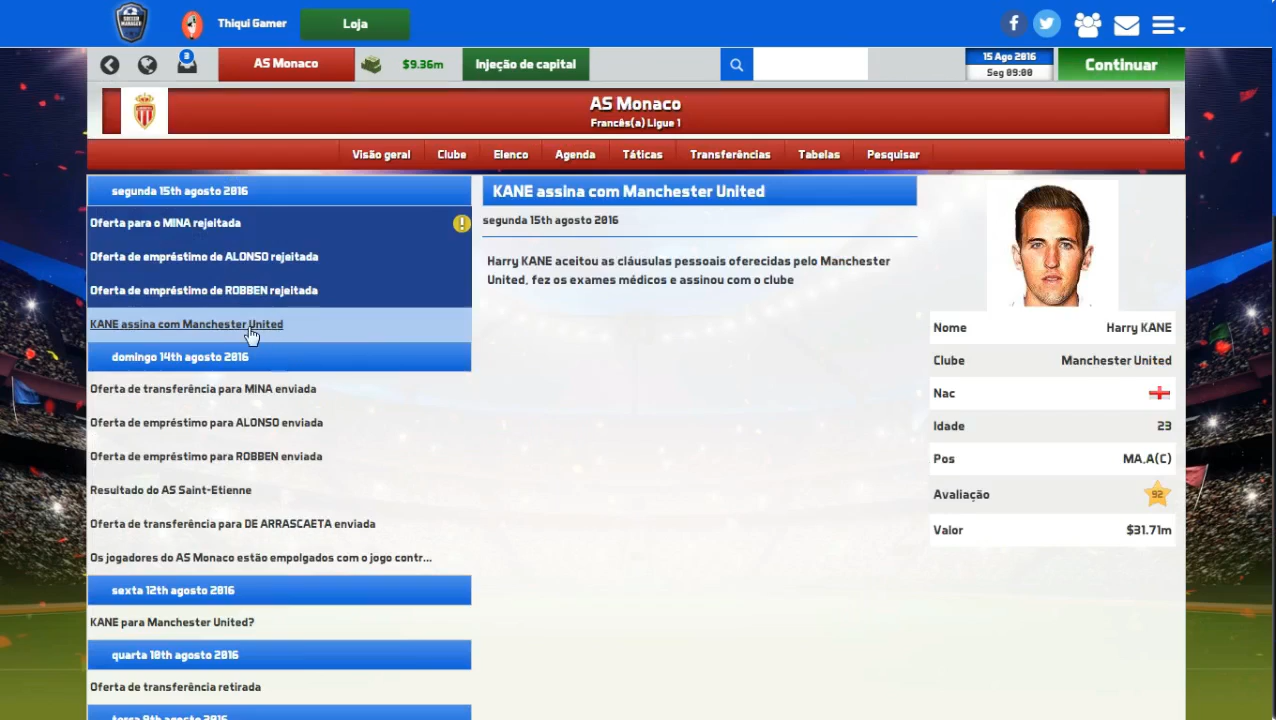 SOCCER MANAGER
Thiqui Gamer
Loja
3
AS Monaco
$9.36m
Injeção de capital
15 Ago 2016
Seg 09:00
Continuar
AS Monaco
Francês(a) Ligue 1
Visão geral
Clube
Elenco
Agenda
Táticas
Transferências
Tabelas
Pesquisar
segunda 15th agosto 2016
Oferta para o MINA rejeitada
Oferta de empréstimo de ALONSO rejeitada
Oferta de empréstimo de ROBBEN rejeitada
KANE assina com Manchester United
domingo 14th agosto 2016
Oferta de transferência para MINA enviada
Oferta de empréstimo para ALONSO enviada
Oferta de empréstimo para ROBBEN enviada
Resultado do AS Saint-Etienne
Oferta de transferência para DE ARRASCAETA enviada
Os jogadores do AS Monaco estão empolgados com o jogo contr...
sexta 12th agosto 2016
KANE para Manchester United?
quarta 10th agosto 2016
Oferta de transferência retirada
terça 9th agosto 2016
KANE assina com Manchester United
segunda 15th agosto 2016
Harry KANE aceitou as cláusulas pessoais oferecidas pelo Manchester
United, fez os exames médicos e assinou com o clube
Nome Harry KANE
Clube Manchester United
Nac
Idade 23
Pos MA,A(C)
Avaliação 92
Valor $31.71m